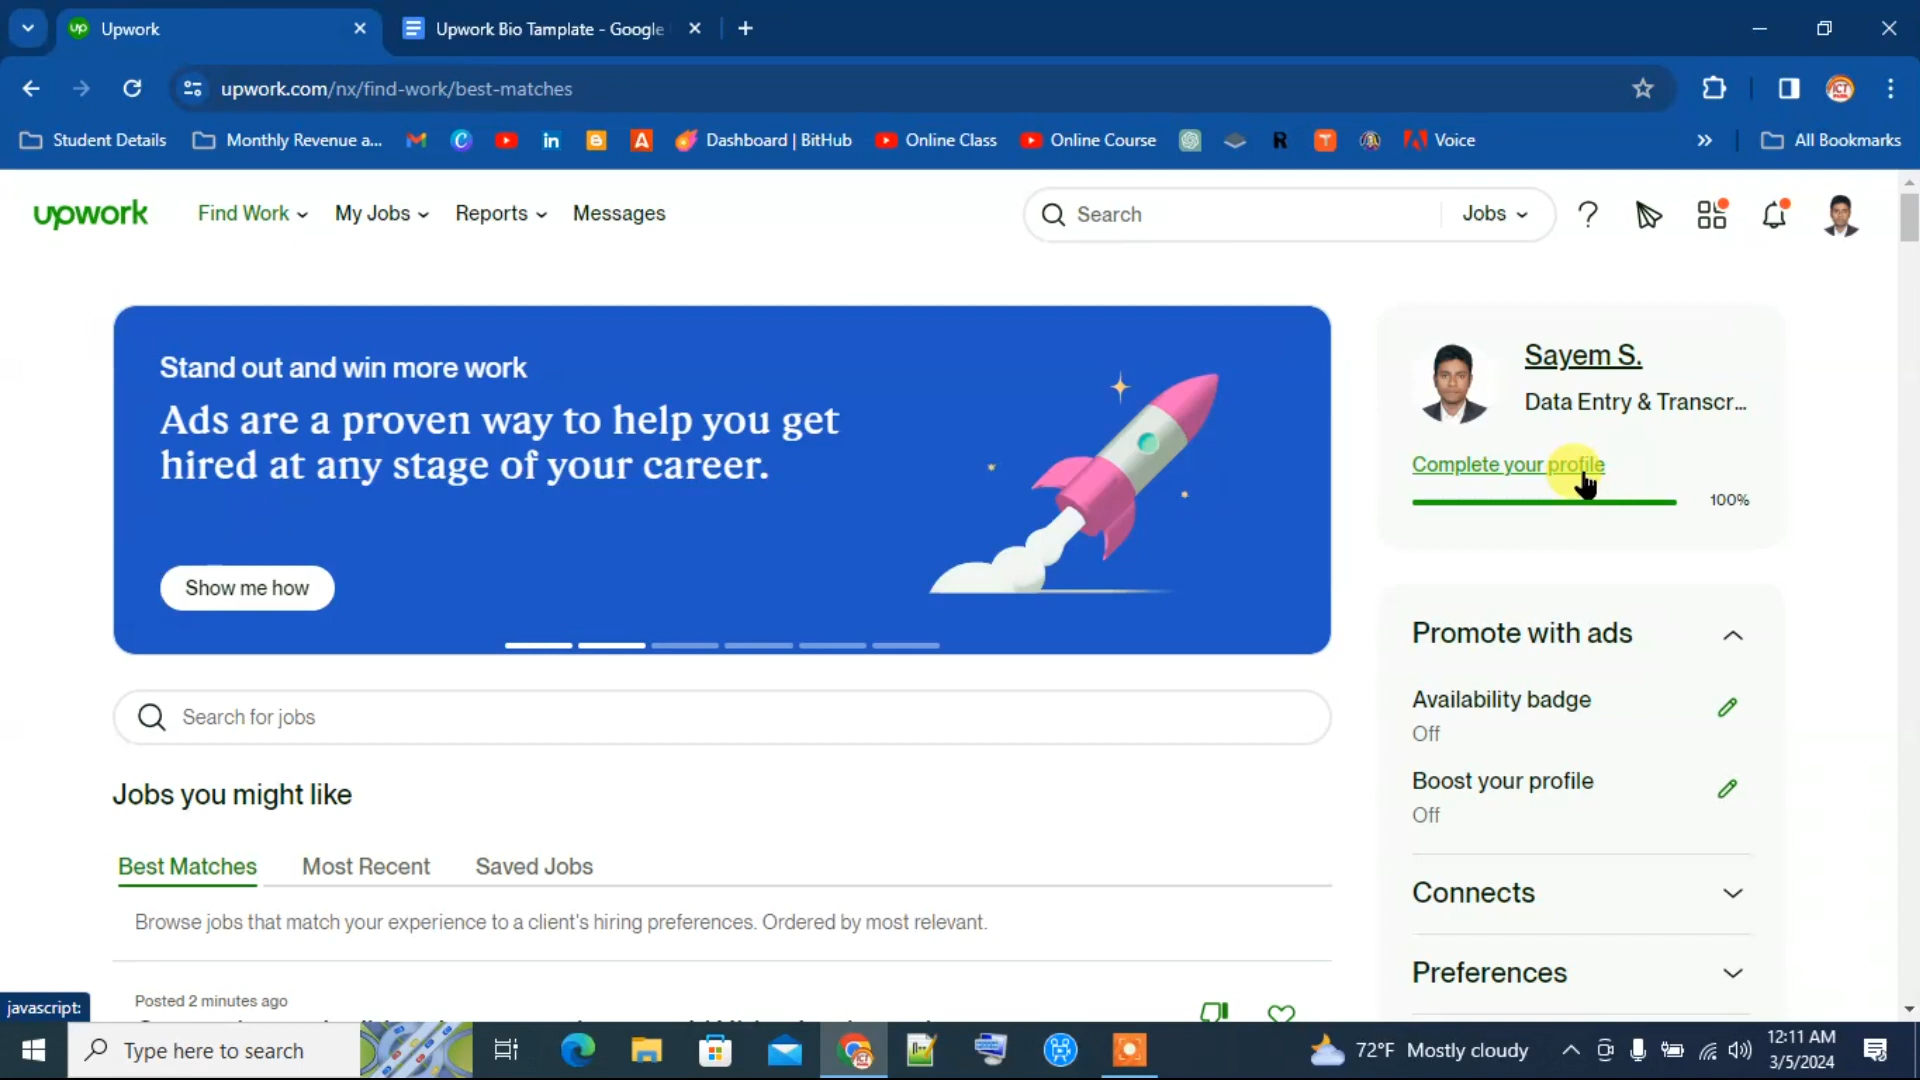 Upwork
Upwork Bio Tamplate - Google
upwork.com/nx/find-work/best-matches
Student Details
Monthly Revenue a...
Dashboard | BitHub
Online Class
Online Course
Voice
All Bookmarks
upwork
Find Work
My Jobs
Reports
Messages
Search
Jobs
Stand out and win more work
Ads are a proven way to help you get
hired at any stage of your career.
Show me how
Sayem S.
Data Entry & Transcr...
Complete your profile
100%
Promote with ads
Availability badge
Off
Boost your profile
Off
Connects
Preferences
Search for jobs
Jobs you might like
Best Matches
Most Recent
Saved Jobs
Browse jobs that match your experience to a client's hiring preferences. Ordered by most relevant.
Posted 2 minutes ago
javascript:
Type here to search
72°F Mostly cloudy
12:11 AM
3/5/2024